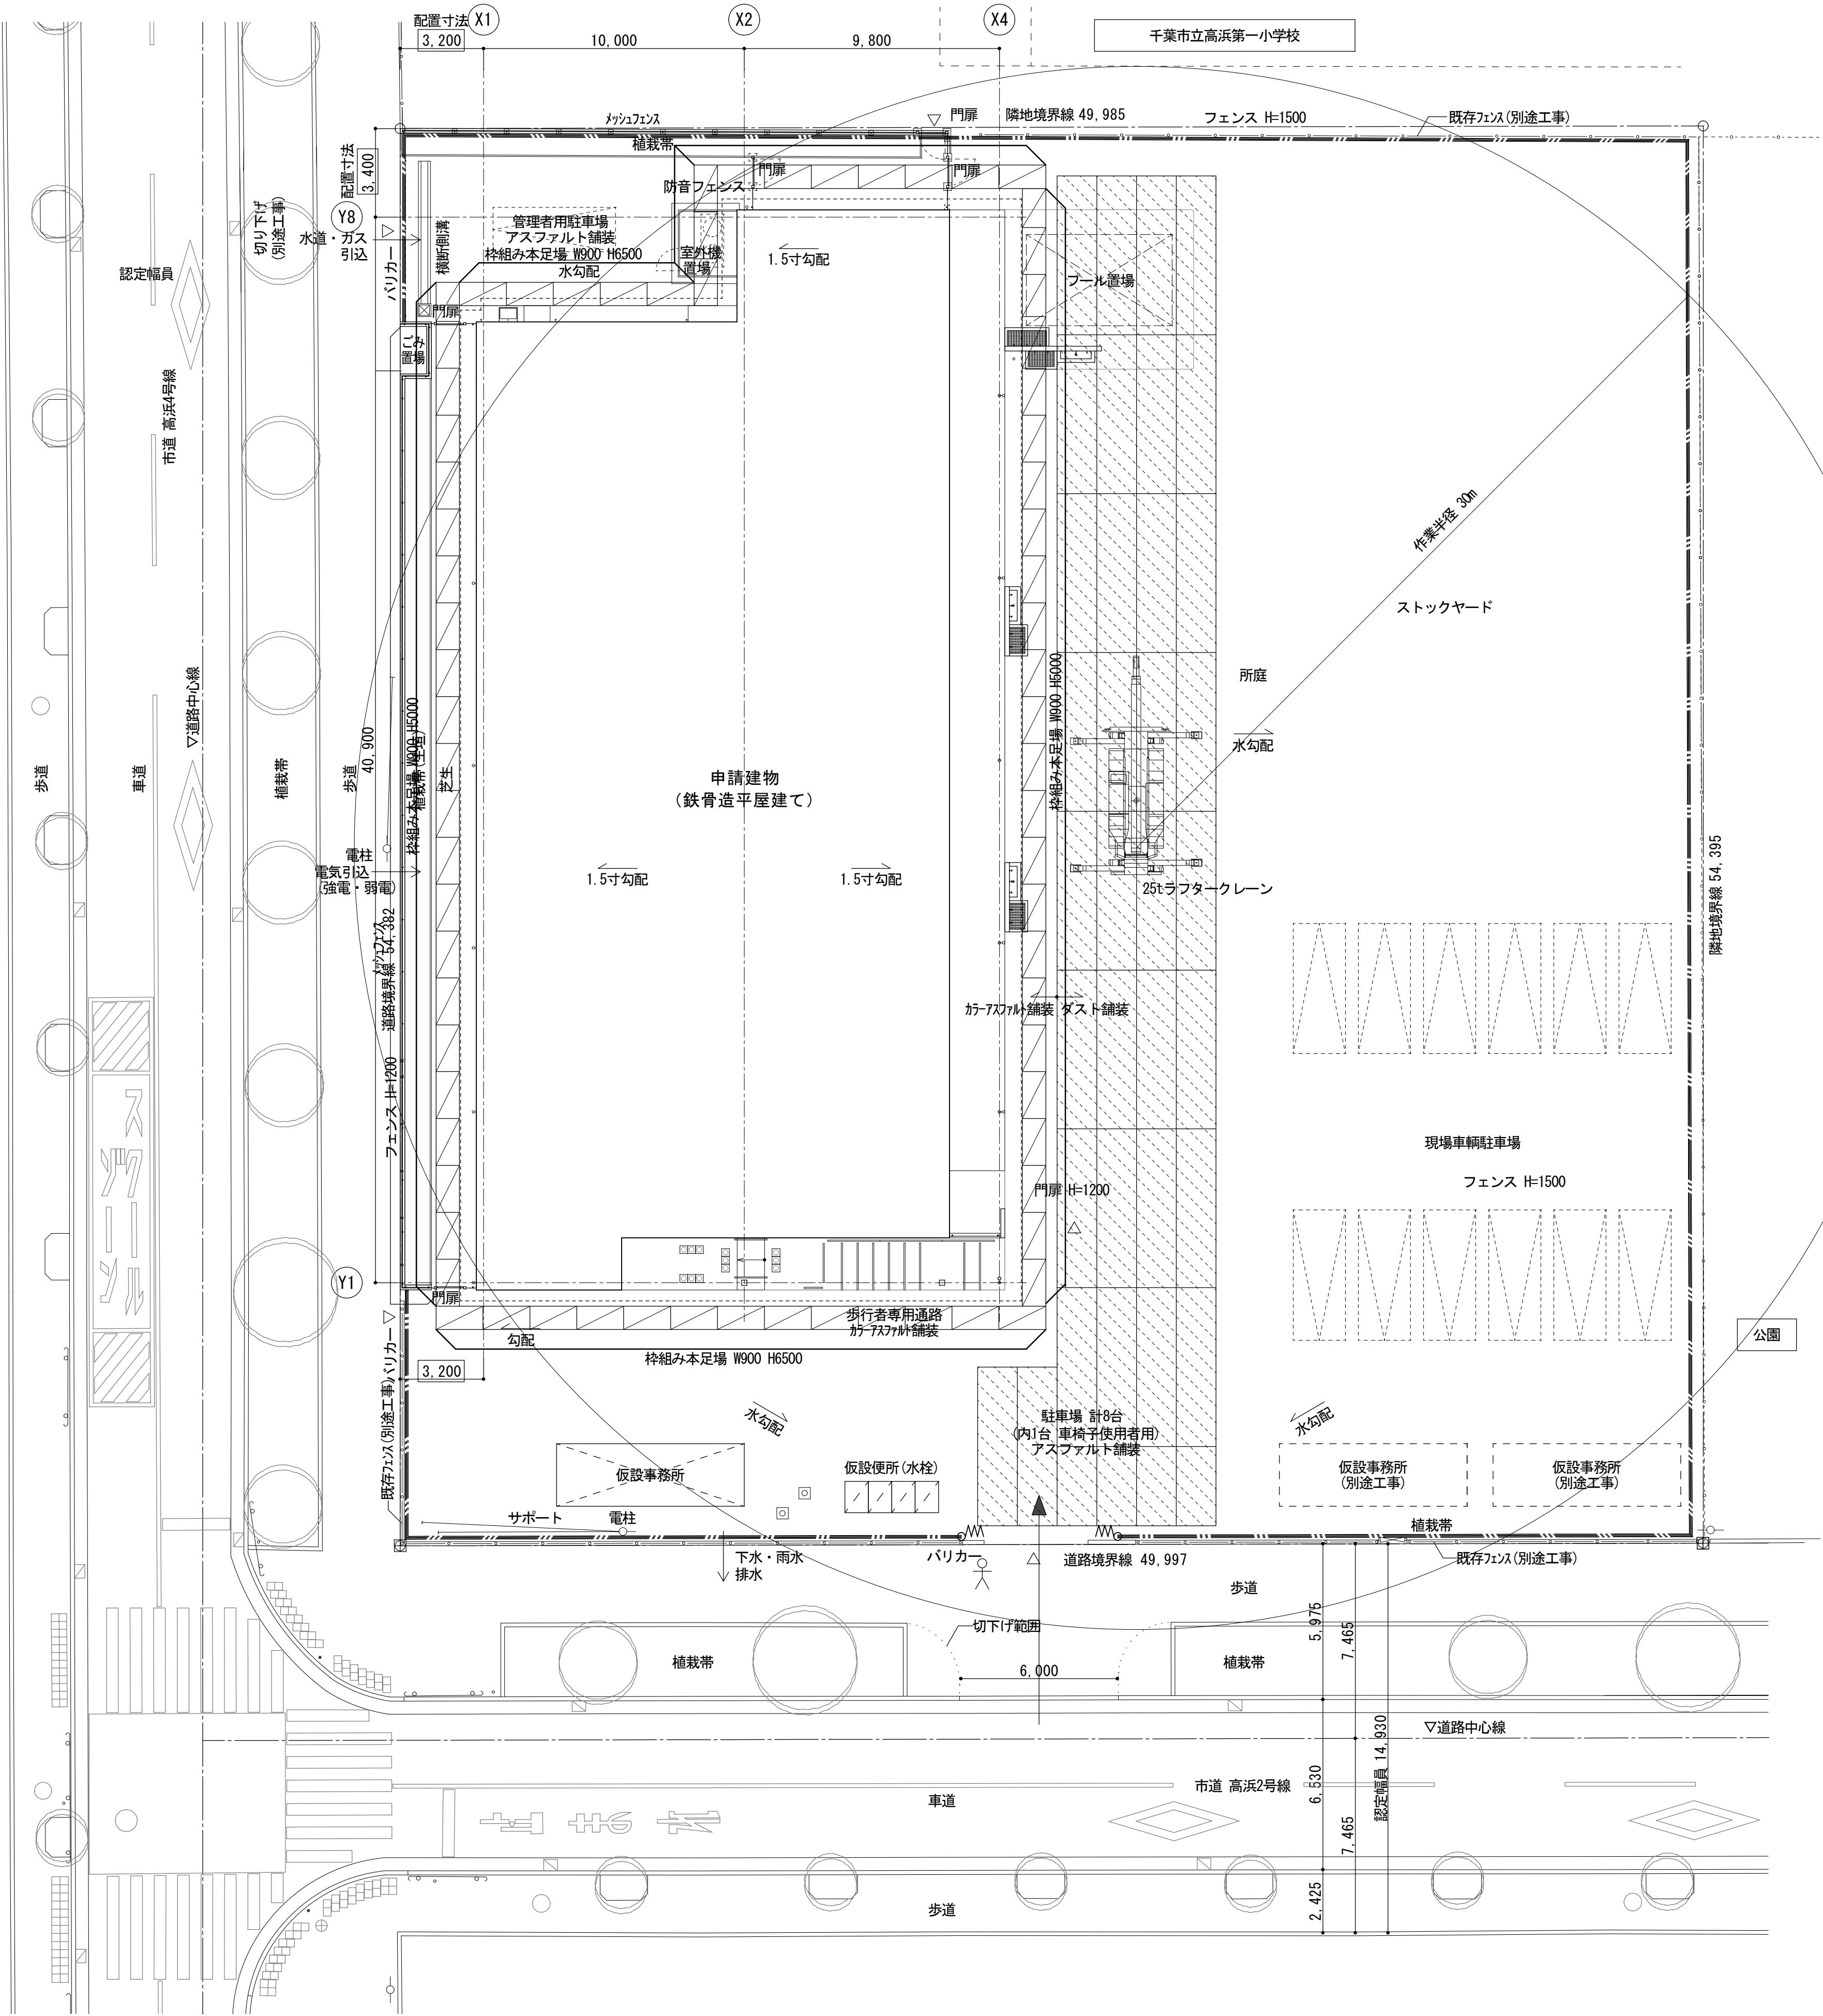 配置寸法
X1
X2
X4
3,200
10,000
9,800
千葉市立高浜第一小学校
メッシュフェンス
門扉
隣地境界線 49,985
フェンス H=1500
既存フェンス(別途工事)
植栽帯
配置寸法
3,400
門扉
門扉
防音フェンス
切り下げ
(別途工事)
Y8
水道・ガス
引込
バリカー
横断側溝
管理者用駐車場
アスファルト舗装
枠組み本足場 W900 H6500
水勾配
室外機
置場
1.5寸勾配
プール置場
認定幅員
門扉
ごみ
置場
市道 高浜4号線
作業半径 30m
ストックヤード
▽道路中心線
所庭
水勾配
枠組み本足場 W900 H5000
歩道
車道
植栽帯
歩道
40,900
枠組み本足場 W900 H5000
植栽帯(生垣)
芝生
申請建物
(鉄骨造平屋建て)
電柱
電気引込
(強電・弱電)
1.5寸勾配
1.5寸勾配
25tラフタークレーン
隣地境界線 54,395
メッシュフェンス
道路境界線 54,382
カラーアスファルト舗装
ダスト舗装
フェンス H=1200
スクール
現場車輌駐車場
フェンス H=1500
門扉 H=1200
Y1
門扉
歩行者専用通路
カラーアスファルト舗装
勾配
バリカー
枠組み本足場 W900 H6500
公園
3,200
既存フェンス(別途工事)
水勾配
駐車場 計8台
(内1台 車椅子使用者用)
アスファルト舗装
水勾配
仮設事務所
仮設便所(水栓)
仮設事務所
(別途工事)
仮設事務所
(別途工事)
サポート
電柱
植栽帯
下水・雨水
排水
バリカー
道路境界線 49,997
既存フェンス(別途工事)
歩道
切下げ範囲
5,975
7,465
植栽帯
6,000
植栽帯
▽道路中心線
市道 高浜2号線
車道
6,530
認定幅員 14,930
7,465
歩道
2,425